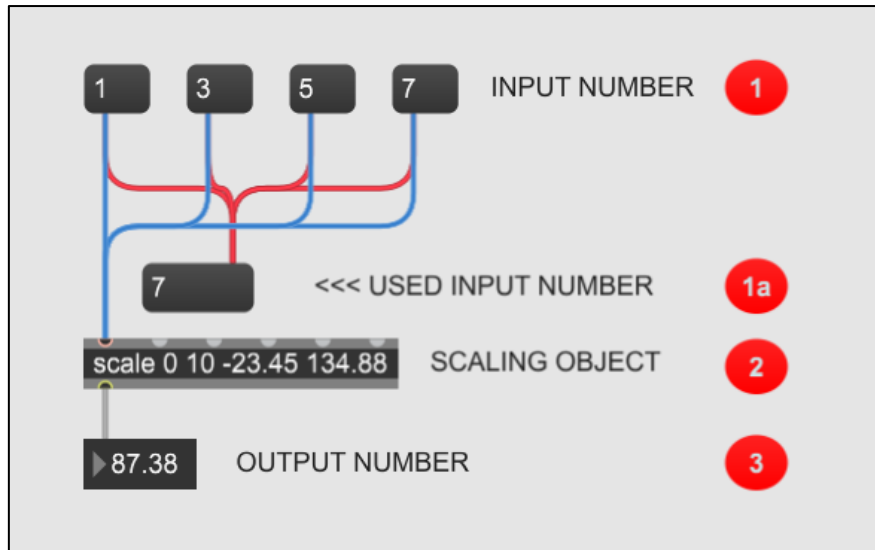 1 3 5 7 INPUT NUMBER 1
7 <<< USED INPUT NUMBER 1a
scale 0 10 -23.45 134.88 SCALING OBJECT 2
87.38 OUTPUT NUMBER 3